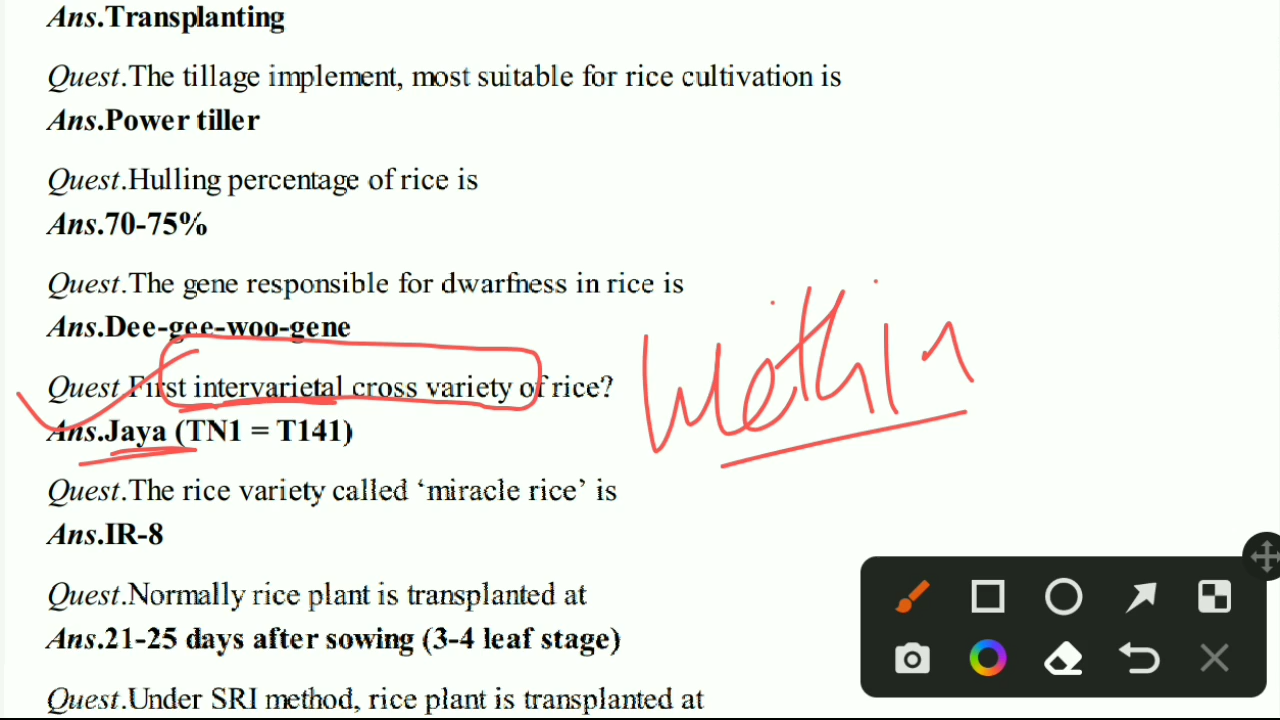 Ans.Transplanting
Quest.The tillage implement, most suitable for rice cultivation is
Ans.Power tiller
Quest.Hulling percentage of rice is
Ans.70-75%
Quest.The gene responsible for dwarfness in rice is
Ans.Dee-gee-woo-gene
Quest.First intervarietal cross variety of rice?
Ans.Jaya (TN1 = T141)
Quest.The rice variety called ‘miracle rice’ is
Ans.IR-8
Quest.Normally rice plant is transplanted at
Ans.21-25 days after sowing (3-4 leaf stage)
Quest.Under SRI method, rice plant is transplanted at